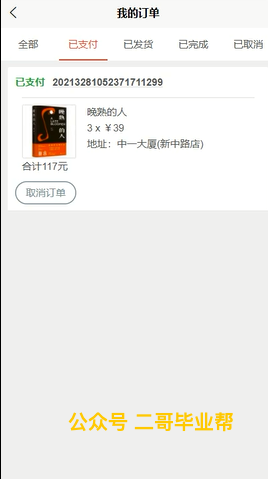 我的订单
全部 已支付 已发货 已完成 已取消
已支付 20213281052371711299
晚熟的人
3 x ￥39
地址：中一大厦(新中路店)
合计117元
取消订单
公众号 二哥毕业帮